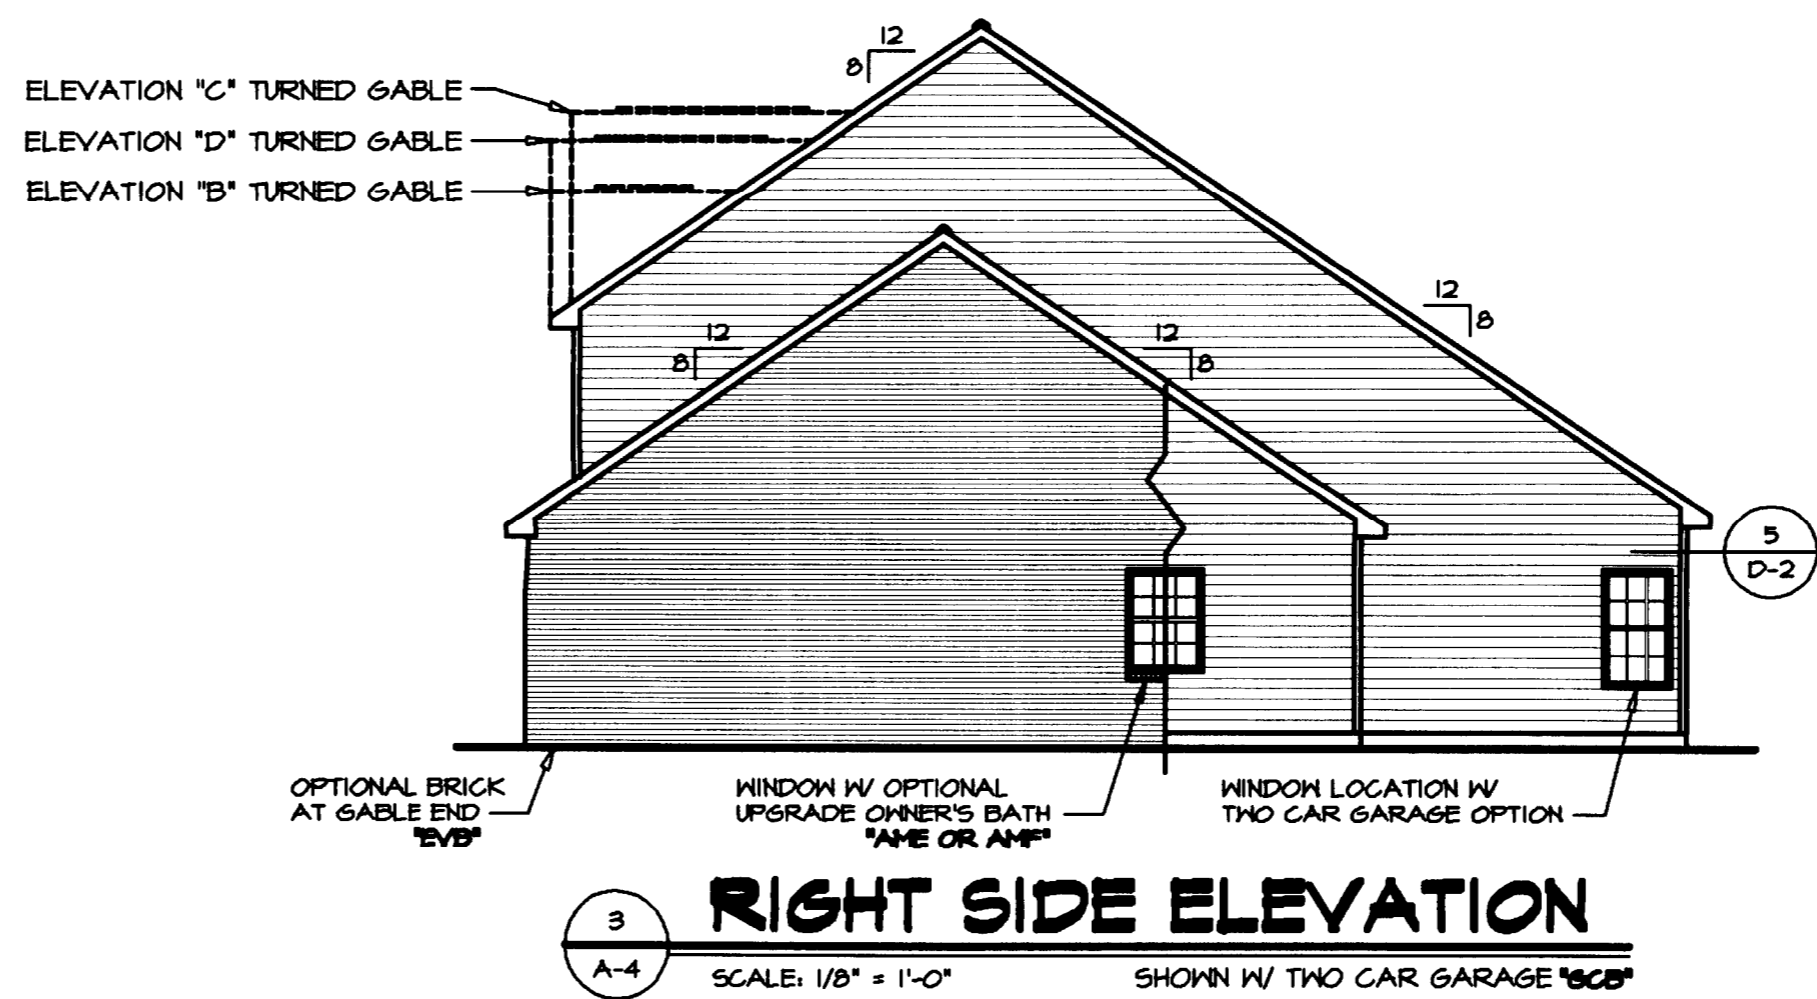 12
8
ELEVATION "C" TURNED GABLE
ELEVATION "D" TURNED GABLE
ELEVATION "B" TURNED GABLE
12
8
12
8
12
8
5
D-2
OPTIONAL BRICK
AT GABLE END
"EVB"
WINDOW W/ OPTIONAL
UPGRADE OWNER'S BATH
"AME OR AMF"
WINDOW LOCATION W/
TWO CAR GARAGE OPTION
3
A-4
RIGHT SIDE ELEVATION
SCALE: 1/8" = 1'-0"
SHOWN W/ TWO CAR GARAGE